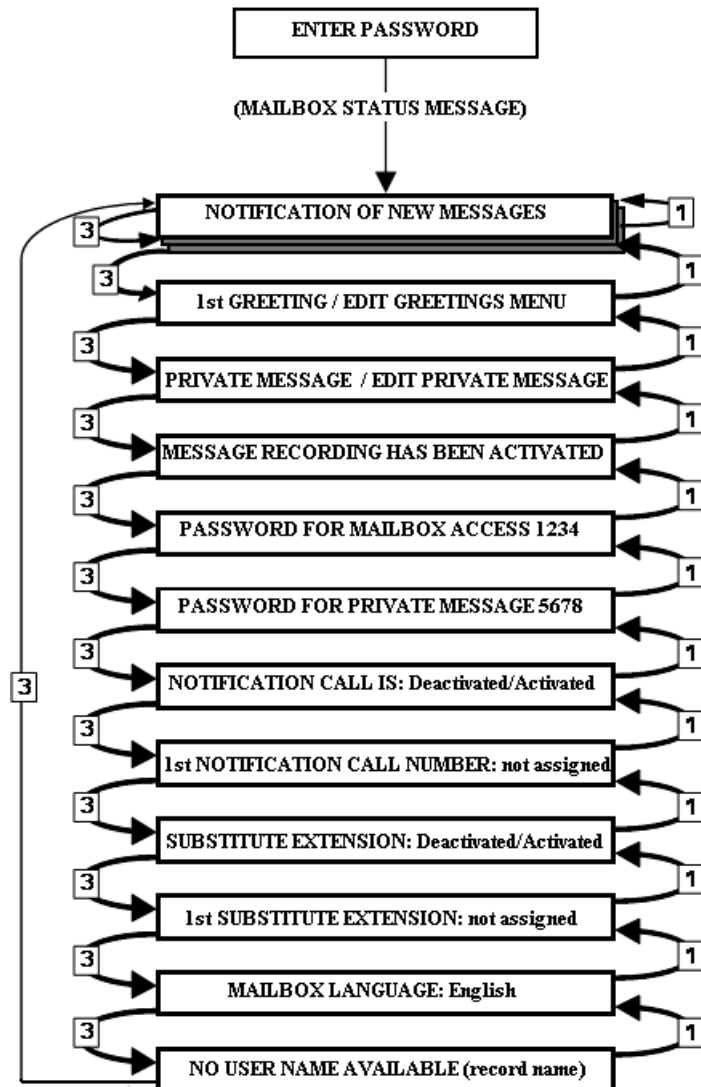 ENTER PASSWORD
(MAILBOX STATUS MESSAGE)
NOTIFICATION OF NEW MESSAGES
3
1
3
1
1st GREETING / EDIT GREETINGS MENU
3
1
PRIVATE MESSAGE / EDIT PRIVATE MESSAGE
3
1
MESSAGE RECORDING HAS BEEN ACTIVATED
3
1
PASSWORD FOR MAILBOX ACCESS 1234
3
1
PASSWORD FOR PRIVATE MESSAGE 5678
3
1
NOTIFICATION CALL IS: Deactivated/Activated
3
3
1
1st NOTIFICATION CALL NUMBER: not assigned
3
1
SUBSTITUTE EXTENSION: Deactivated/Activated
3
1
1st SUBSTITUTE EXTENSION: not assigned
3
1
MAILBOX LANGUAGE: English
3
1
NO USER NAME AVAILABLE (record name)